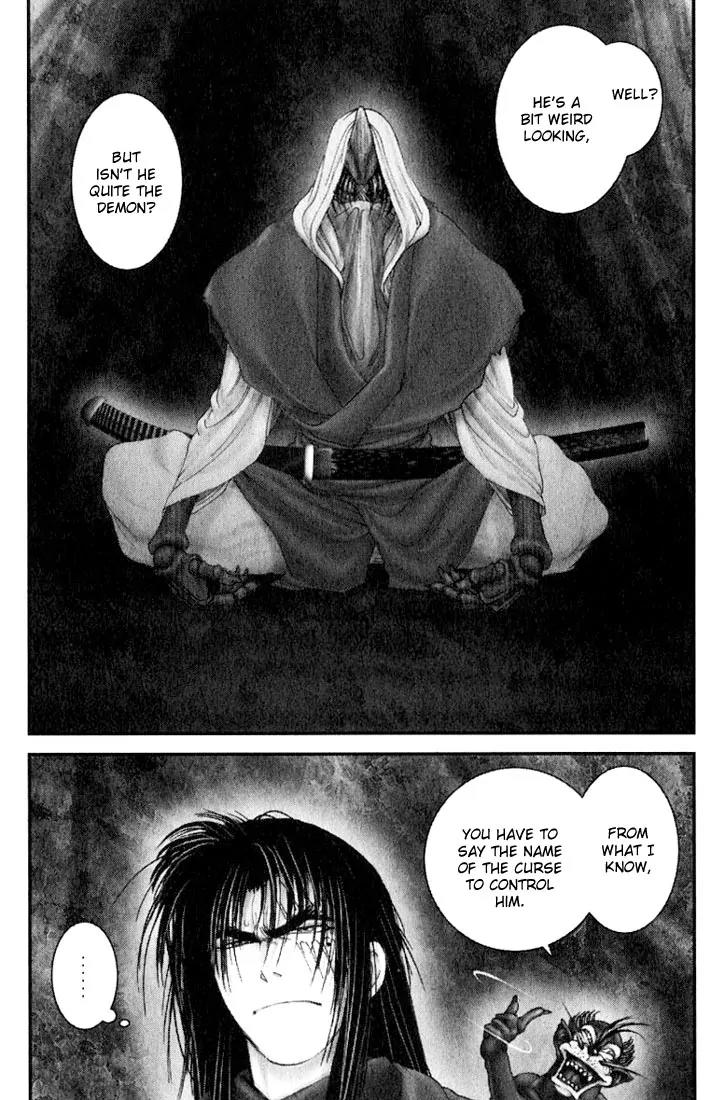 WELL?
HE'S A
BIT WEIRD
LOOKING,
BUT
ISN'T HE
QUITE THE
DEMON?
FROM
WHAT I
KNOW,
YOU HAVE TO
SAY THE NAME
OF THE CURSE
TO CONTROL
HIM.
......